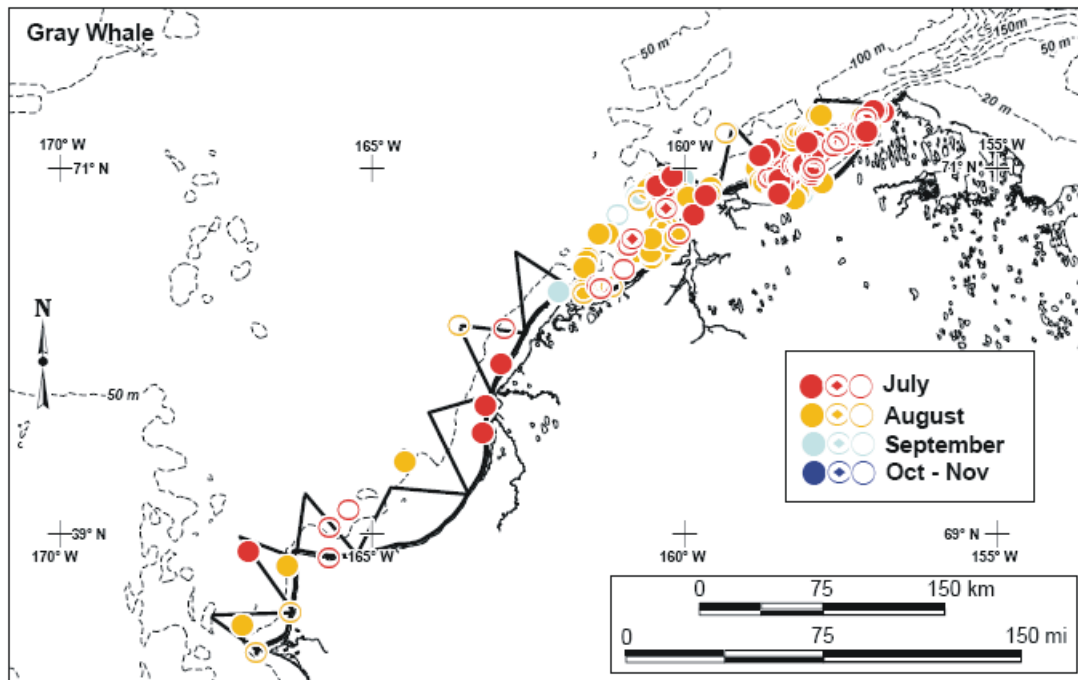 Gray Whale
50 m
100 m
150m
50 m
20 m
170° W
165° W
160° W
155° W
71° N
71° N
N
50 m
July
August
September
Oct - Nov
39° N
69° N
170° W
165° W
160° W
155° W
0 75 150 km
0 75 150 mi